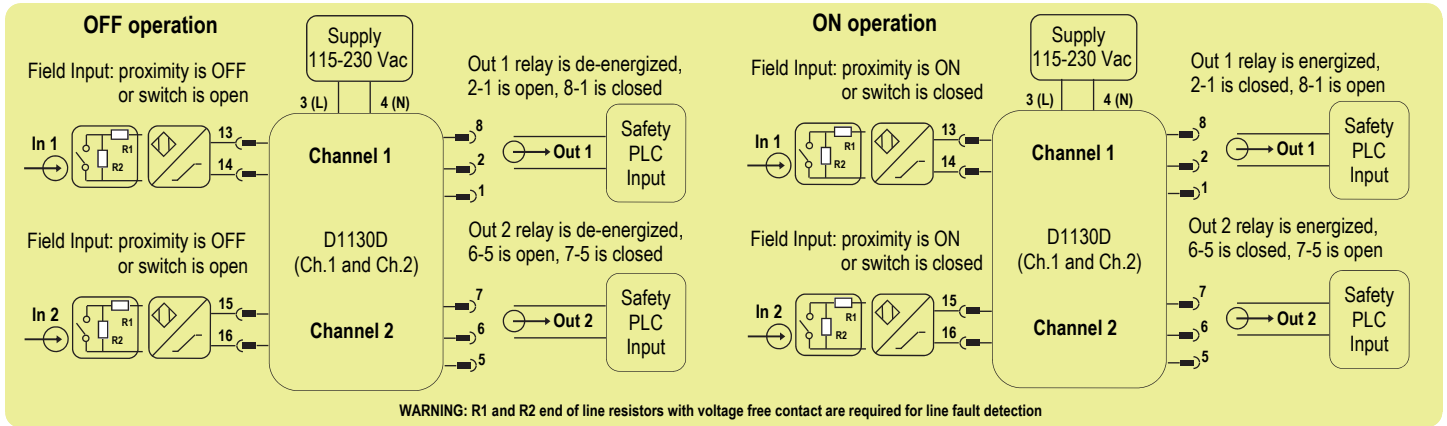 OFF operation
Supply
115-230 Vac
3 (L)
4 (N)
Field Input: proximity is OFF
or switch is open
Out 1 relay is de-energized,
2-1 is open, 8-1 is closed
In 1
R1
R2
13
14
Channel 1
8
2
1
Out 1
Safety
PLC
Input
Field Input: proximity is OFF
or switch is open
D1130D
(Ch.1 and Ch.2)
Out 2 relay is de-energized,
6-5 is open, 7-5 is closed
In 2
R1
R2
15
16
Channel 2
7
6
5
Out 2
Safety
PLC
Input
ON operation
Supply
115-230 Vac
3 (L)
4 (N)
Field Input: proximity is ON
or switch is closed
Out 1 relay is energized,
2-1 is closed, 8-1 is open
In 1
R1
R2
13
14
Channel 1
8
2
1
Out 1
Safety
PLC
Input
Field Input: proximity is ON
or switch is closed
D1130D
(Ch.1 and Ch.2)
Out 2 relay is energized,
6-5 is closed, 7-5 is open
In 2
R1
R2
15
16
Channel 2
7
6
5
Out 2
Safety
PLC
Input
WARNING: R1 and R2 end of line resistors with voltage free contact are required for line fault detection